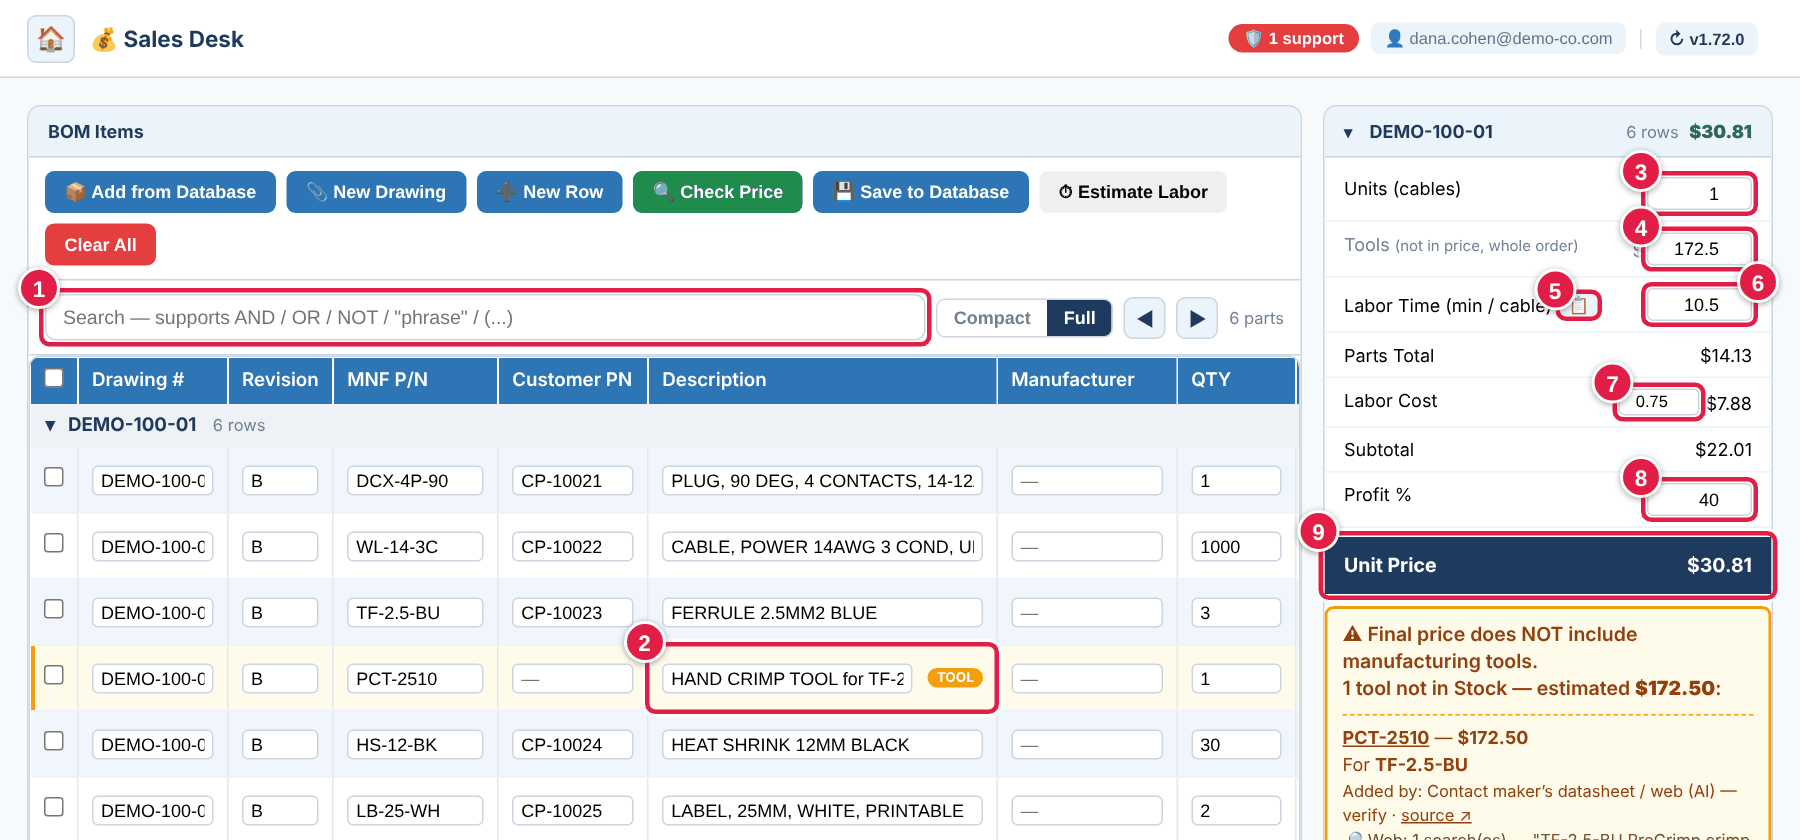 Sales Desk
1 support
dana.cohen@demo-co.com
v1.72.0
BOM Items
Add from Database
New Drawing
New Row
Check Price
Save to Database
Estimate Labor
Clear All
1
Search — supports AND / OR / NOT / "phrase" / (...)
Compact
Full
6 parts
Drawing #
Revision
MNF P/N
Customer PN
Description
Manufacturer
QTY
DEMO-100-01 6 rows
DEMO-100-0 B DCX-4P-90 CP-10021 PLUG, 90 DEG, 4 CONTACTS, 14-12 — 1
DEMO-100-0 B WL-14-3C CP-10022 CABLE, POWER 14AWG 3 COND, UL — 1000
DEMO-100-0 B TF-2.5-BU CP-10023 FERRULE 2.5MM2 BLUE — 3
2
DEMO-100-0 B PCT-2510 — HAND CRIMP TOOL for TF-2 TOOL — 1
DEMO-100-0 B HS-12-BK CP-10024 HEAT SHRINK 12MM BLACK — 30
DEMO-100-0 B LB-25-WH CP-10025 LABEL, 25MM, WHITE, PRINTABLE — 2
DEMO-100-01 6 rows $30.81
3
Units (cables) 1
4
Tools (not in price, whole order) $ 172.5
5
6
Labor Time (min / cable) 10.5
Parts Total $14.13
7
Labor Cost 0.75 $7.88
Subtotal $22.01
8
Profit % 40
9
Unit Price $30.81
⚠ Final price does NOT include
manufacturing tools.
1 tool not in Stock — estimated $172.50:
PCT-2510 — $172.50
For TF-2.5-BU
Added by: Contact maker's datasheet / web (AI) —
verify · source ↗
Web: 1 search(es) — "TF-2.5-BU ProCrimp crimp